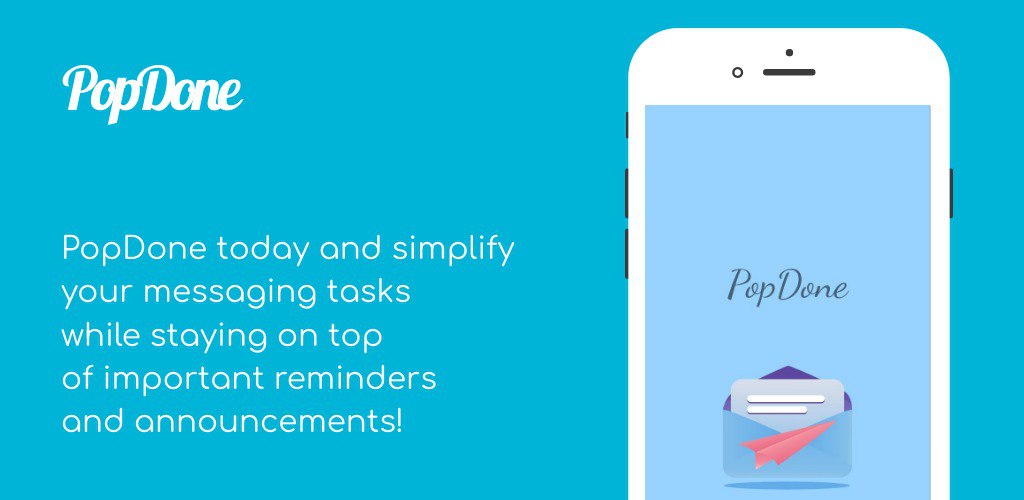 PopDone
PopDone today and simplify
your messaging tasks
while staying on top
of important reminders
and announcements!
PopDone